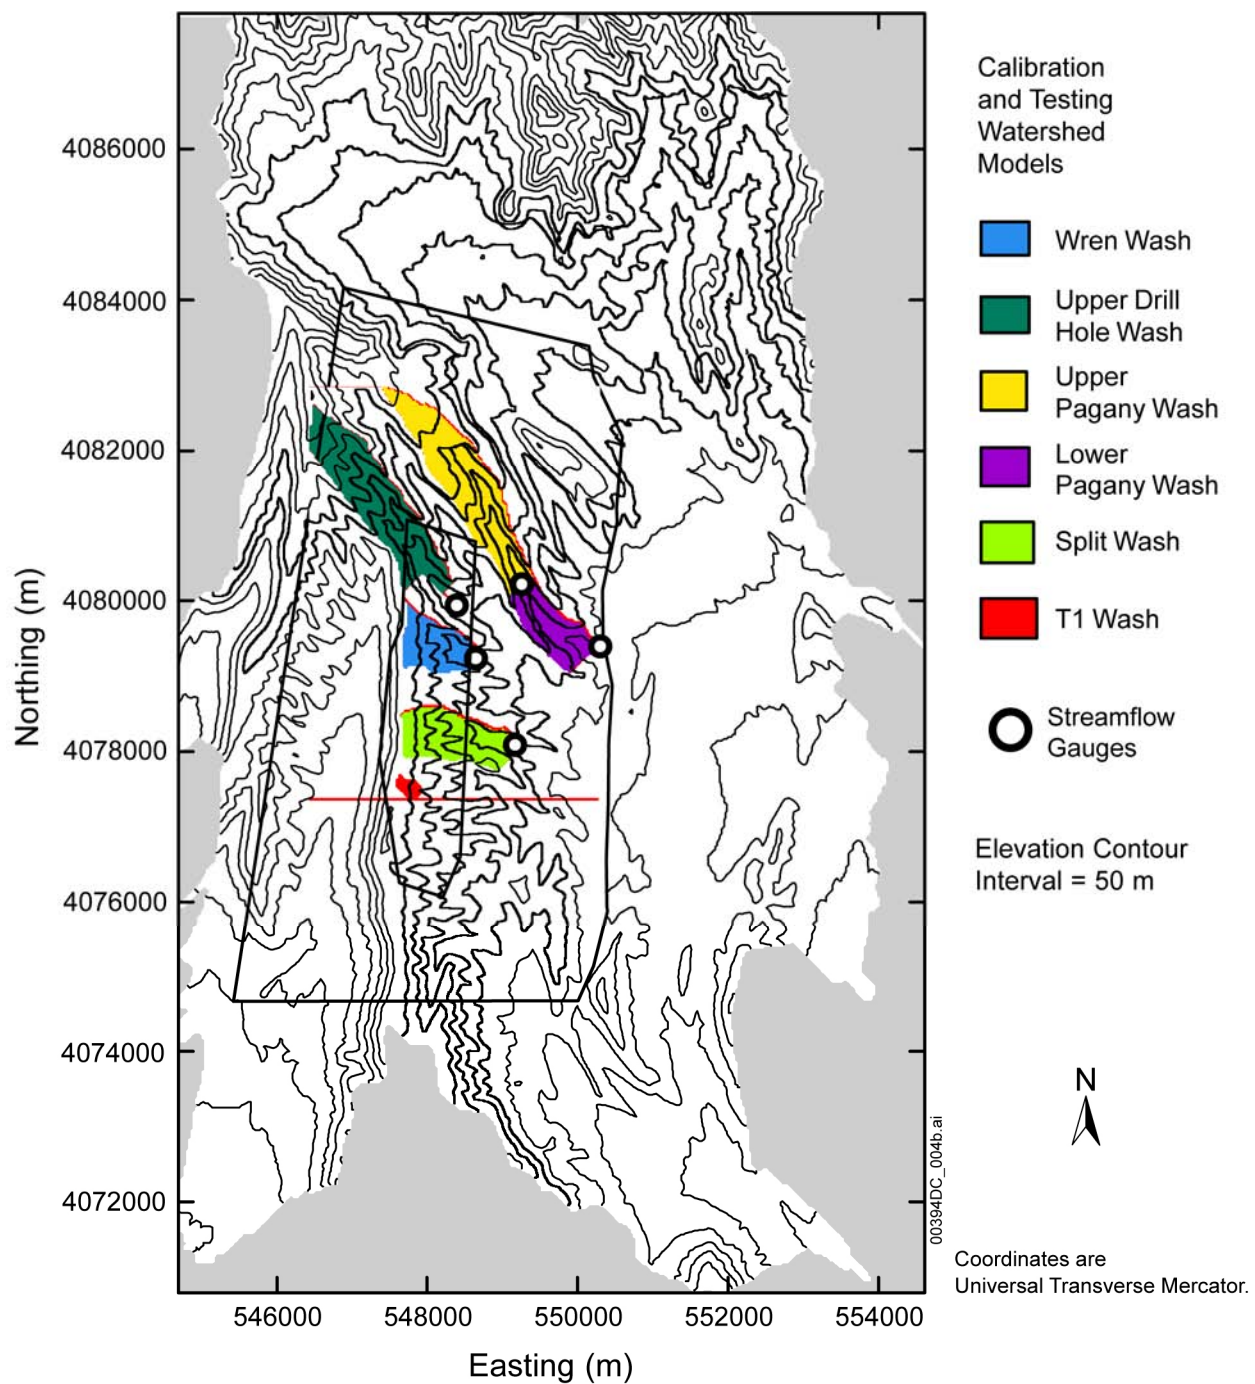 Calibration
and Testing
Watershed
Models
Wren Wash
Upper Drill
Hole Wash
Upper
Pagany Wash
Lower
Pagany Wash
Split Wash
T1 Wash
Streamflow
Gauges
Elevation Contour
Interval = 50 m
N
00394DC_004b.ai
Coordinates are
Universal Transverse Mercator.
Northing (m)
4086000
4084000
4082000
4080000
4078000
4076000
4074000
4072000
546000 548000 550000 552000 554000
Easting (m)